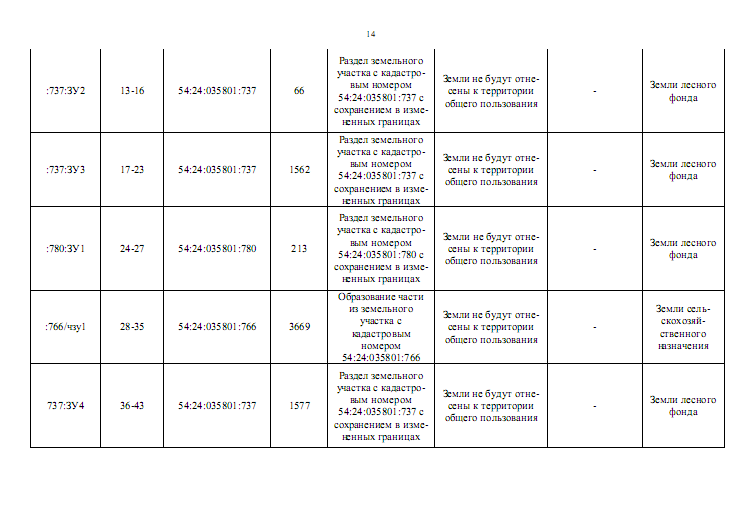 14
:737:ЗУ2
13-16
54:24:035801:737
66
Раздел земельного
участка с кадастро-
вым номером
54:24:035801:737 с
сохранением в изме-
ненных границах
Земли не будут отне-
сены к территории
общего пользования
-
Земли лесного
фонда
:737:ЗУ3
17-23
54:24:035801:737
1562
Раздел земельного
участка с кадастро-
вым номером
54:24:035801:737 с
сохранением в изме-
ненных границах
Земли не будут отне-
сены к территории
общего пользования
-
Земли лесного
фонда
:780:ЗУ1
24-27
54:24:035801:780
213
Раздел земельного
участка с кадастро-
вым номером
54:24:035801:780 с
сохранением в изме-
ненных границах
Земли не будут отне-
сены к территории
общего пользования
-
Земли лесного
фонда
:766/чзу1
28-35
54:24:035801:766
3669
Образование части
из земельного
участка с
кадастровым
номером
54:24:035801:766
Земли не будут отне-
сены к территории
общего пользования
-
Земли сель-
скохозяй-
ственного
назначения
737:ЗУ4
36-43
54:24:035801:737
1577
Раздел земельного
участка с кадастро-
вым номером
54:24:035801:737 с
сохранением в изме-
ненных границах
Земли не будут отне-
сены к территории
общего пользования
-
Земли лесного
фонда